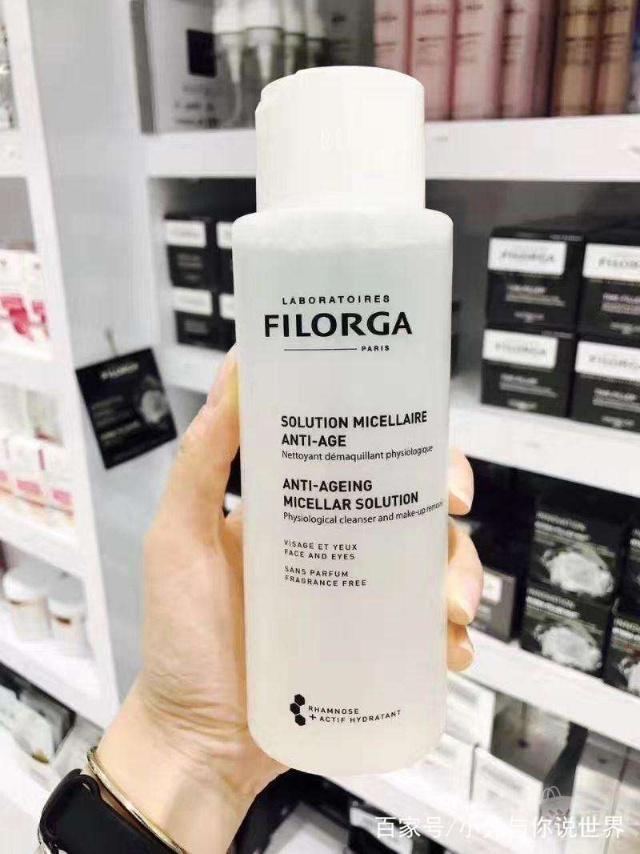 LABORATOIRES
FILORGA
PARIS
SOLUTION MICELLAIRE
ANTI-AGE
Nettoyant démaquillant physiologique
ANTI-AGEING
MICELLAR SOLUTION
Physiological cleanser and make-up remover
VISAGE ET YEUX
FACE AND EYES
SANS PARFUM
FRAGRANCE FREE
RHAMNOSE
+ ACTIF HYDRATANT
FILORGA
FILORGA
FILORGA
FILORGA
百家号/小
与你说世界